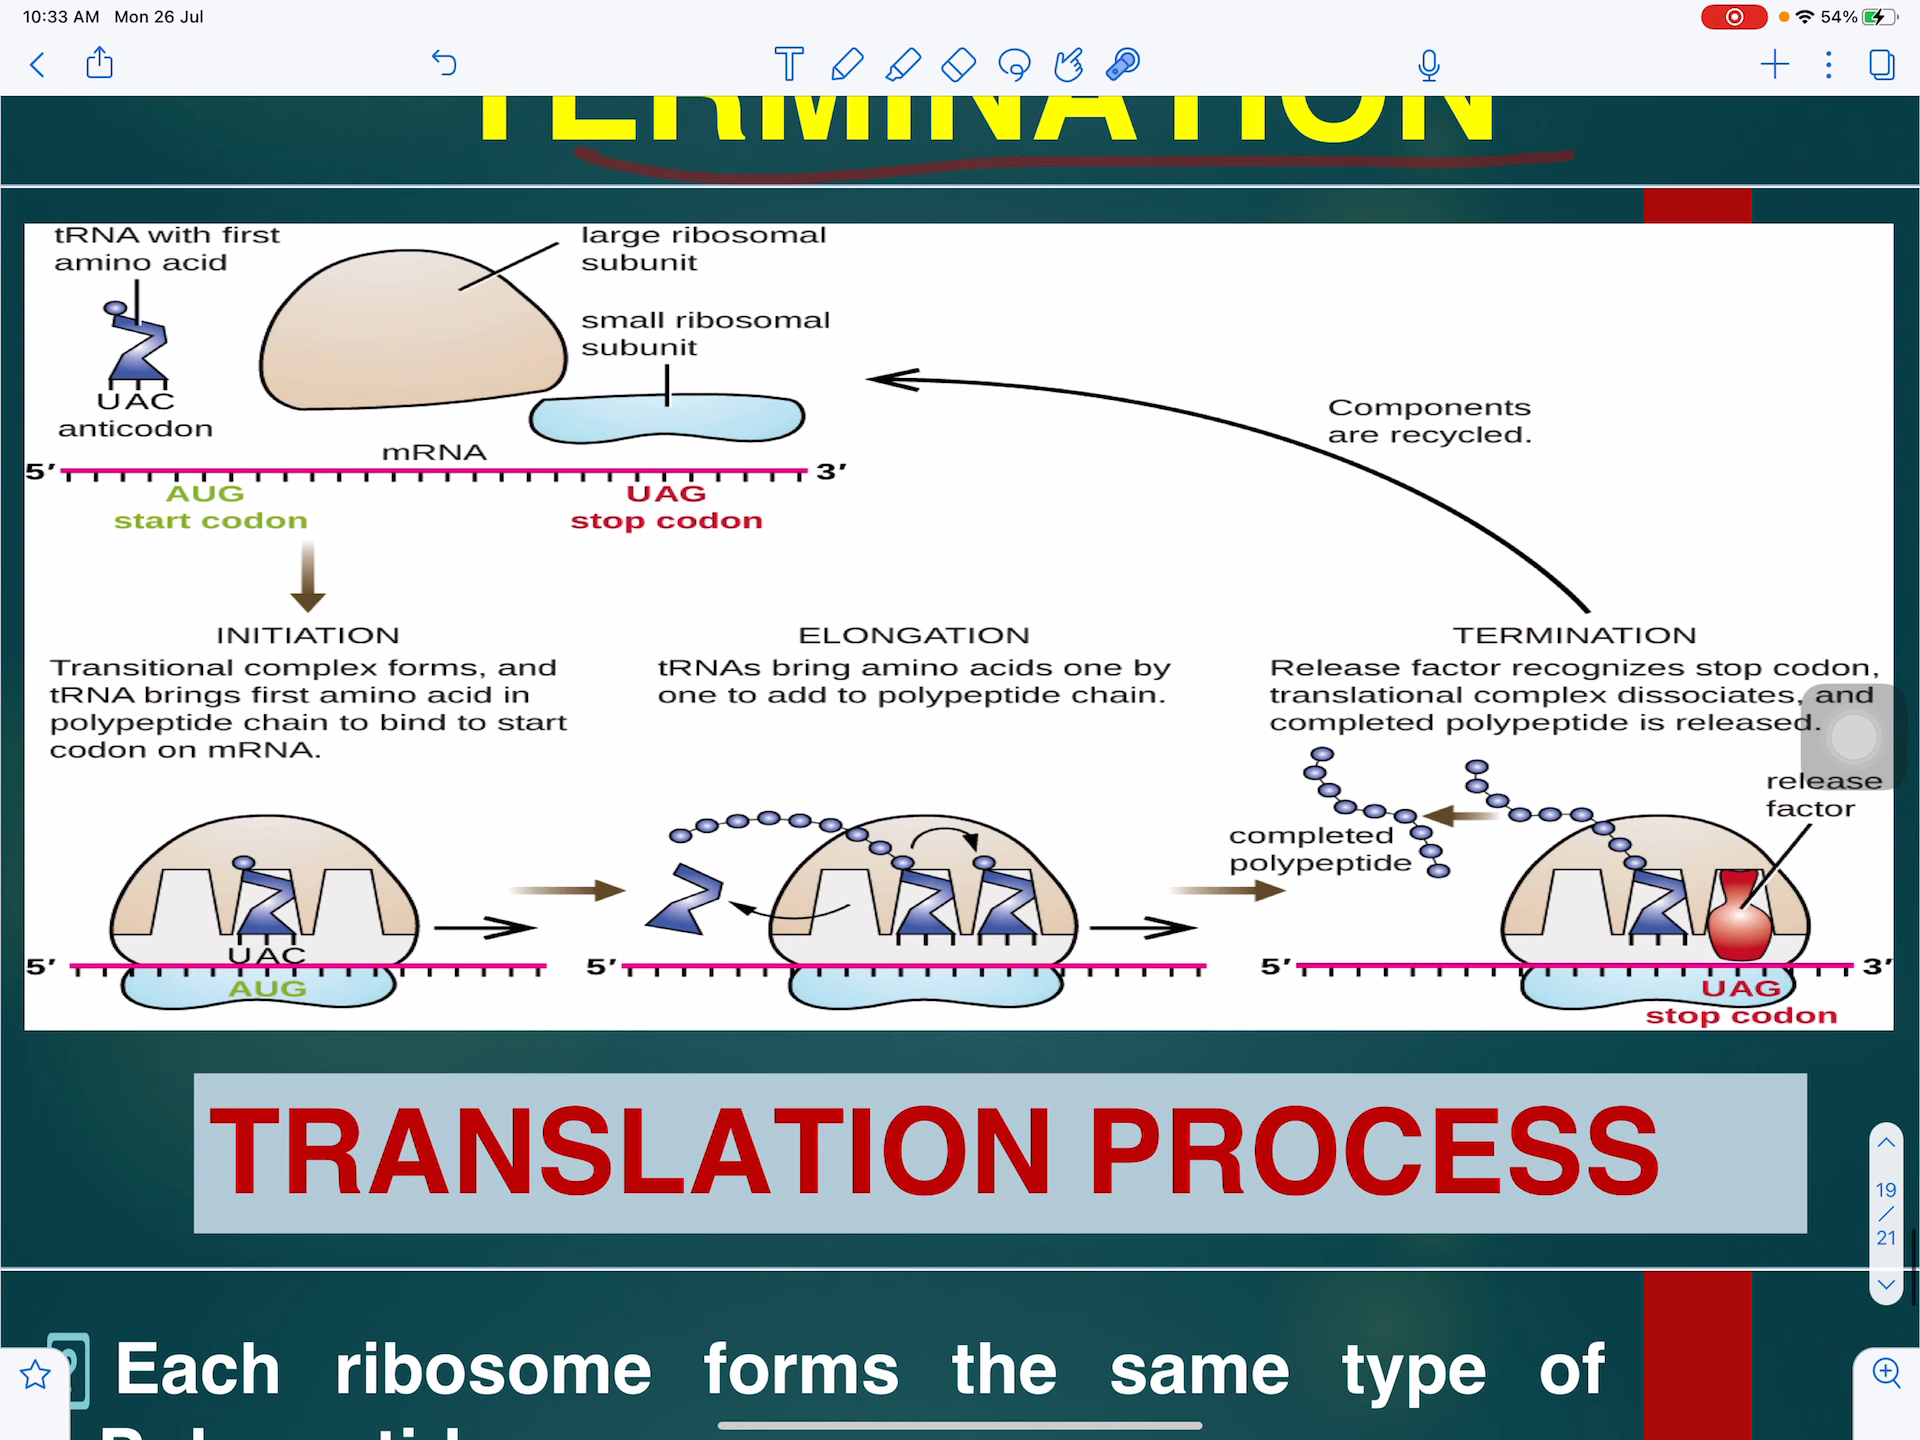 10:33 AM Mon 26 Jul
54%
TERMINATION
tRNA with first
amino acid
large ribosomal
subunit
small ribosomal
subunit
UAC
anticodon
mRNA
5′ 3′
AUG
start codon
UAG
stop codon
Components
are recycled.
INITIATION
Transitional complex forms, and
tRNA brings first amino acid in
polypeptide chain to bind to start
codon on mRNA.
ELONGATION
tRNAs bring amino acids one by
one to add to polypeptide chain.
TERMINATION
Release factor recognizes stop codon,
translational complex dissociates, and
completed polypeptide is released.
release
factor
completed
polypeptide
UAC
5′
AUG
5′
5′ 3′
UAG
stop codon
TRANSLATION PROCESS
19
/
21
Each ribosome forms the same type of